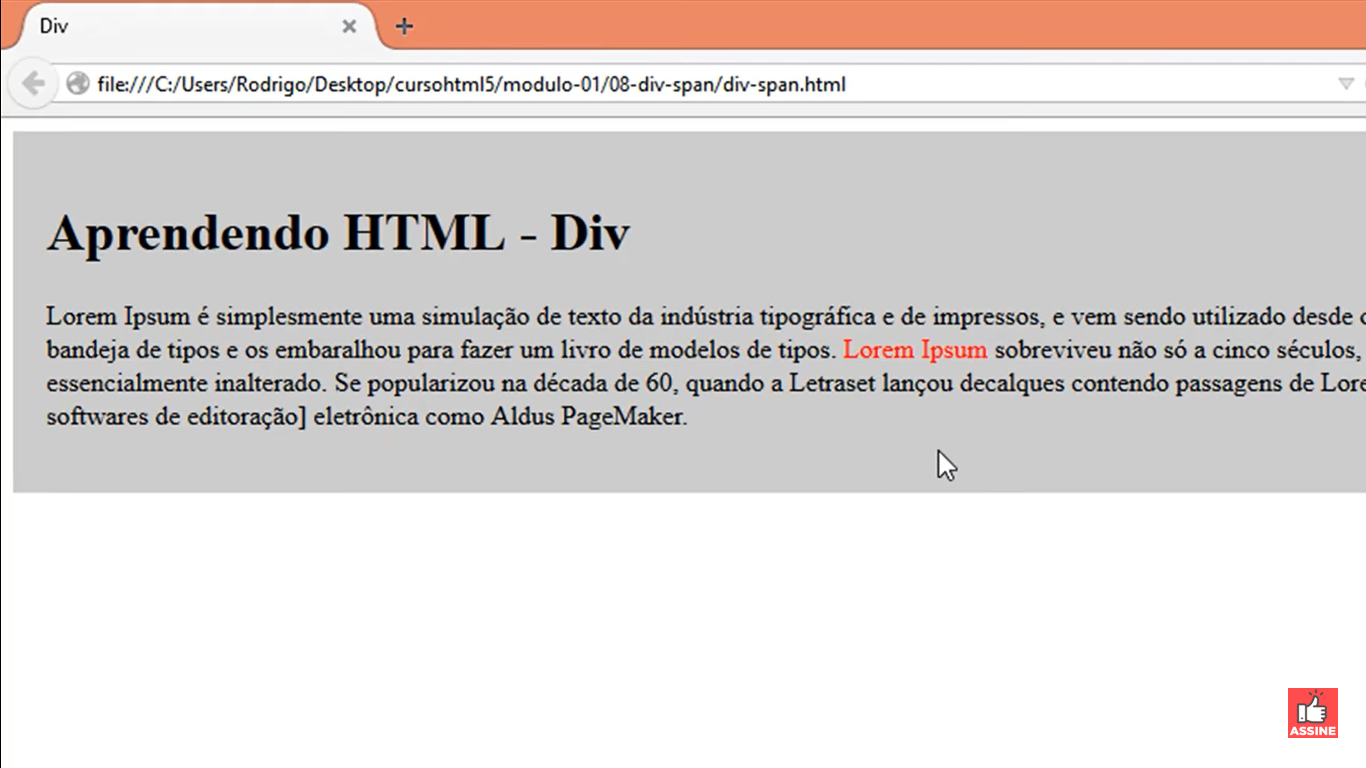 Div
file:///C:/Users/Rodrigo/Desktop/cursohtml5/modulo-01/08-div-span/div-span.html
Aprendendo HTML - Div
Lorem Ipsum é simplesmente uma simulação de texto da indústria tipográfica e de impressos, e vem sendo utilizado desde
bandeja de tipos e os embaralhou para fazer um livro de modelos de tipos. Lorem Ipsum sobreviveu não só a cinco séculos,
essencialmente inalterado. Se popularizou na década de 60, quando a Letraset lançou decalques contendo passagens de
softwares de editoração] eletrônica como Aldus PageMaker.
ASSINE